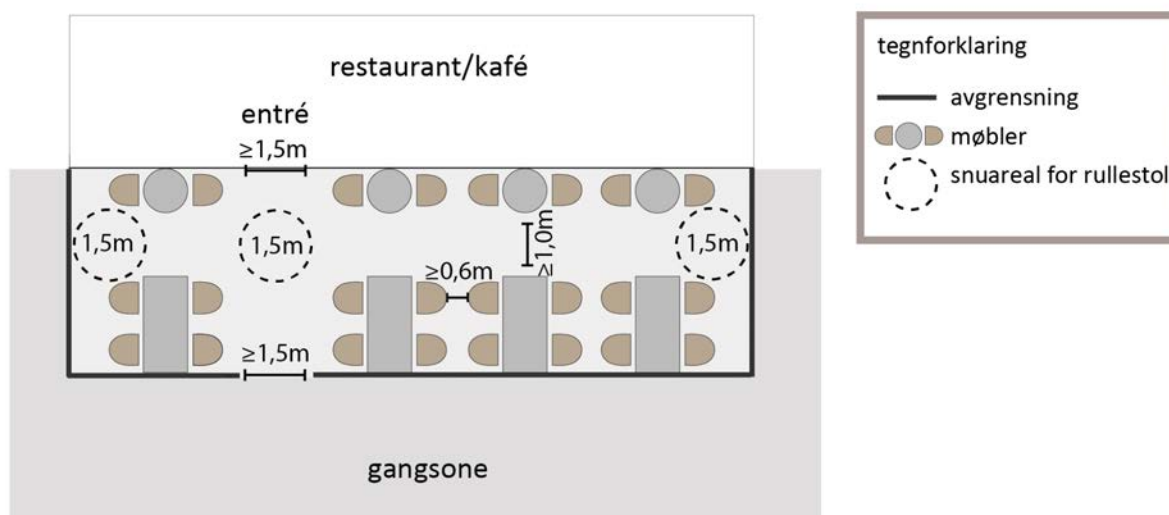 restaurant/kafé
entré
≥1,5m
1,5m
1,5m
1,5m
≥1,0m
≥0,6m
≥1,5m
gangsone
tegnforklaring
avgrensning
møbler
snuareal for rullestol